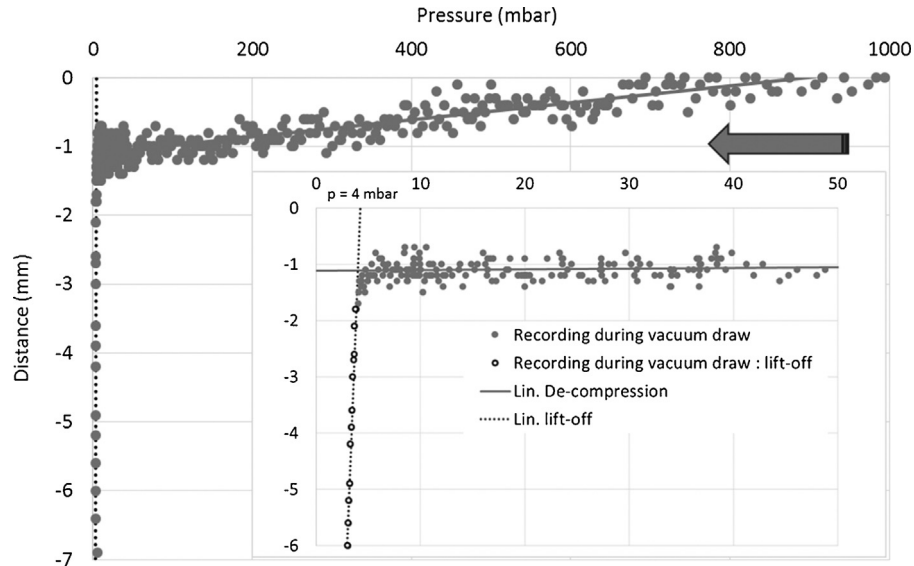 Pressure (mbar)
0 200 400 600 800 1000
0
-1
-2
-3
-4
-5
-6
-7
Distance (mm)
0 10 20 30 40 50
p = 4 mbar
0
-1
-2
-3
-4
-5
-6
Recording during vacuum draw
Recording during vacuum draw : lift-off
Lin. De-compression
Lin. lift-off